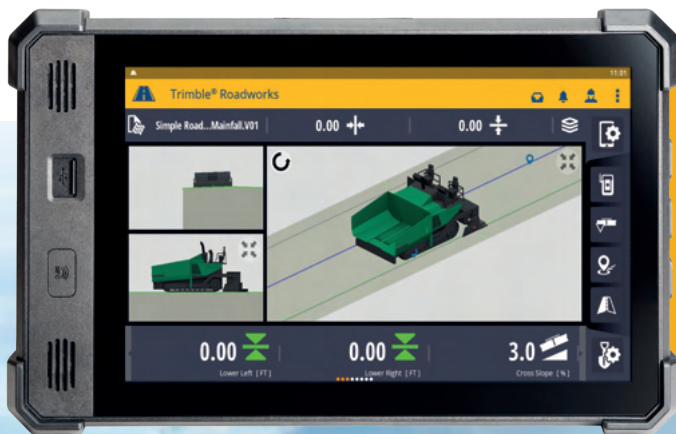 11:01
Trimble® Roadworks
Simple Road...Mainfall.V01 0.00 0.00
0.00 0.00 3.0
Lower Left [FT] Lower Right [FT] Cross Slope [%]